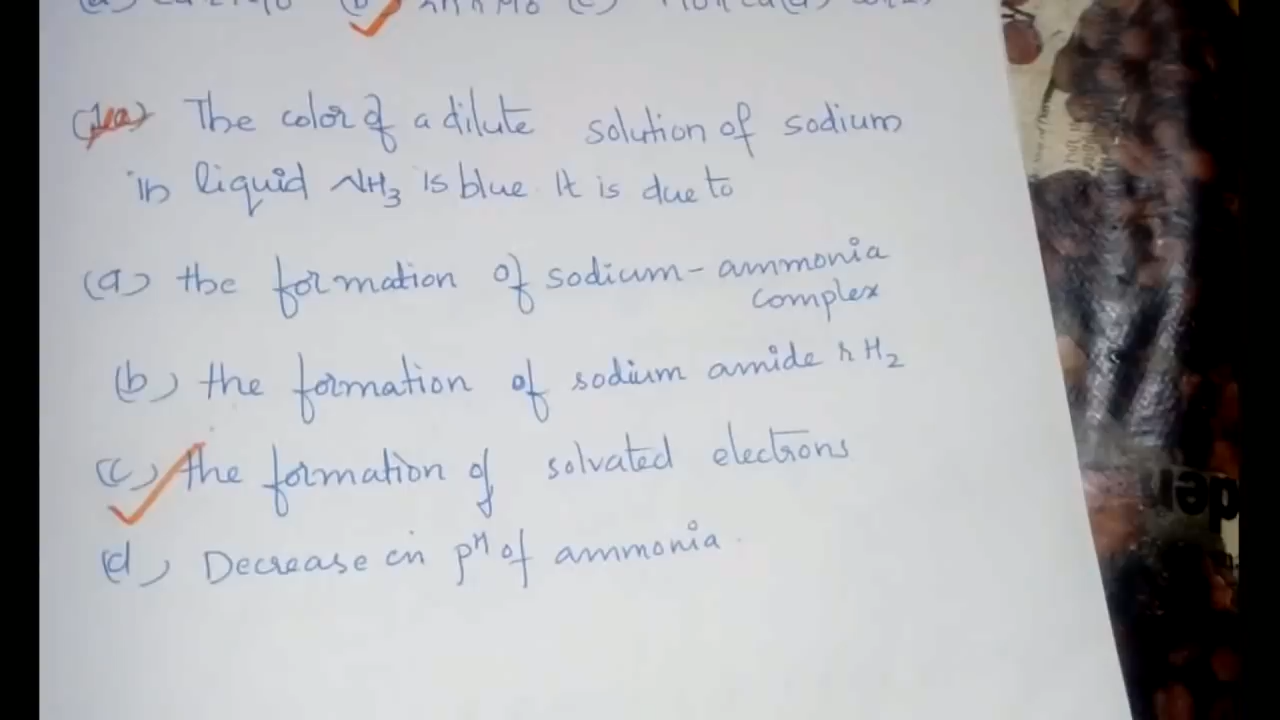 (b)
The color of a dilute solution of sodium
in liquid NH3 is blue. It is due to
(a) the formation of sodium - ammonia
complex
(b) the formation of sodium amide & H2
(c) the formation of solvated electrons
(d) Decrease in pH of ammonia.